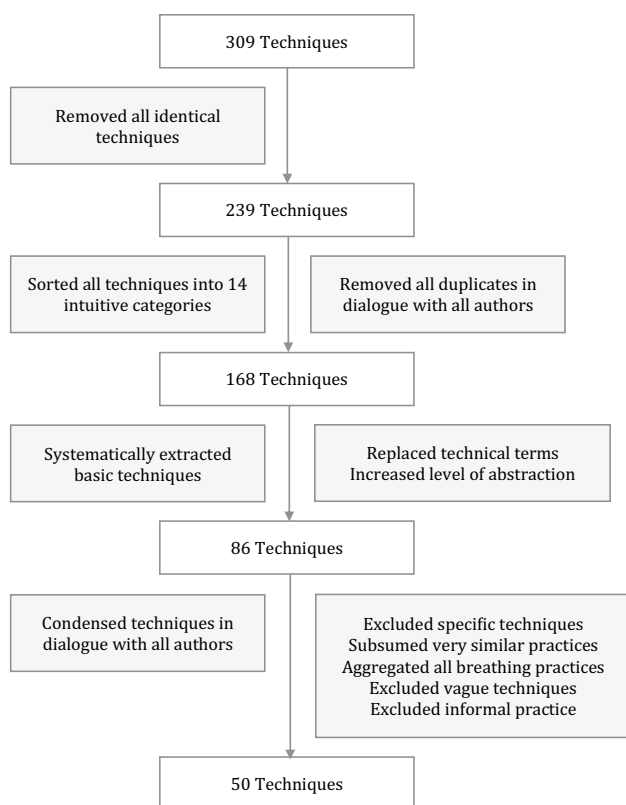 309 Techniques
Removed all identical
techniques
239 Techniques
Sorted all techniques into 14
intuitive categories
Removed all duplicates in
dialogue with all authors
168 Techniques
Systematically extracted
basic techniques
Replaced technical terms
Increased level of abstraction
86 Techniques
Condensed techniques in
dialogue with all authors
Excluded specific techniques
Subsumed very similar practices
Aggregated all breathing practices
Excluded vague techniques
Excluded informal practice
50 Techniques